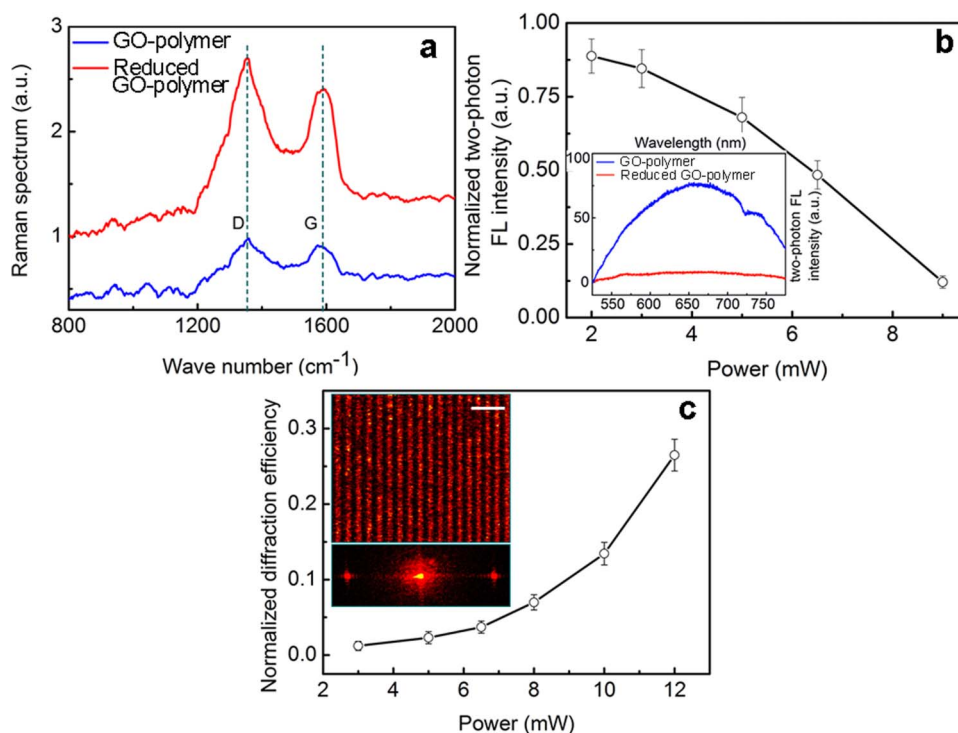 a
GO-polymer
Reduced
GO-polymer
3
2
1
D
G
800
1200
1600
2000
Raman spectrum (a.u.)
Wave number (cm⁻¹)
b
Normalized two-photon
FL intensity (a.u.)
1.00
0.75
0.50
0.25
0.00
2
4
6
8
Power (mW)
Wavelength (nm)
GO-polymer
Reduced GO-polymer
100
50
0
550
600
650
700
750
two-photon FL
intensity (a.u.)
c
Normalized diffraction efficiency
0.3
0.2
0.1
0.0
2
4
6
8
10
12
Power (mW)